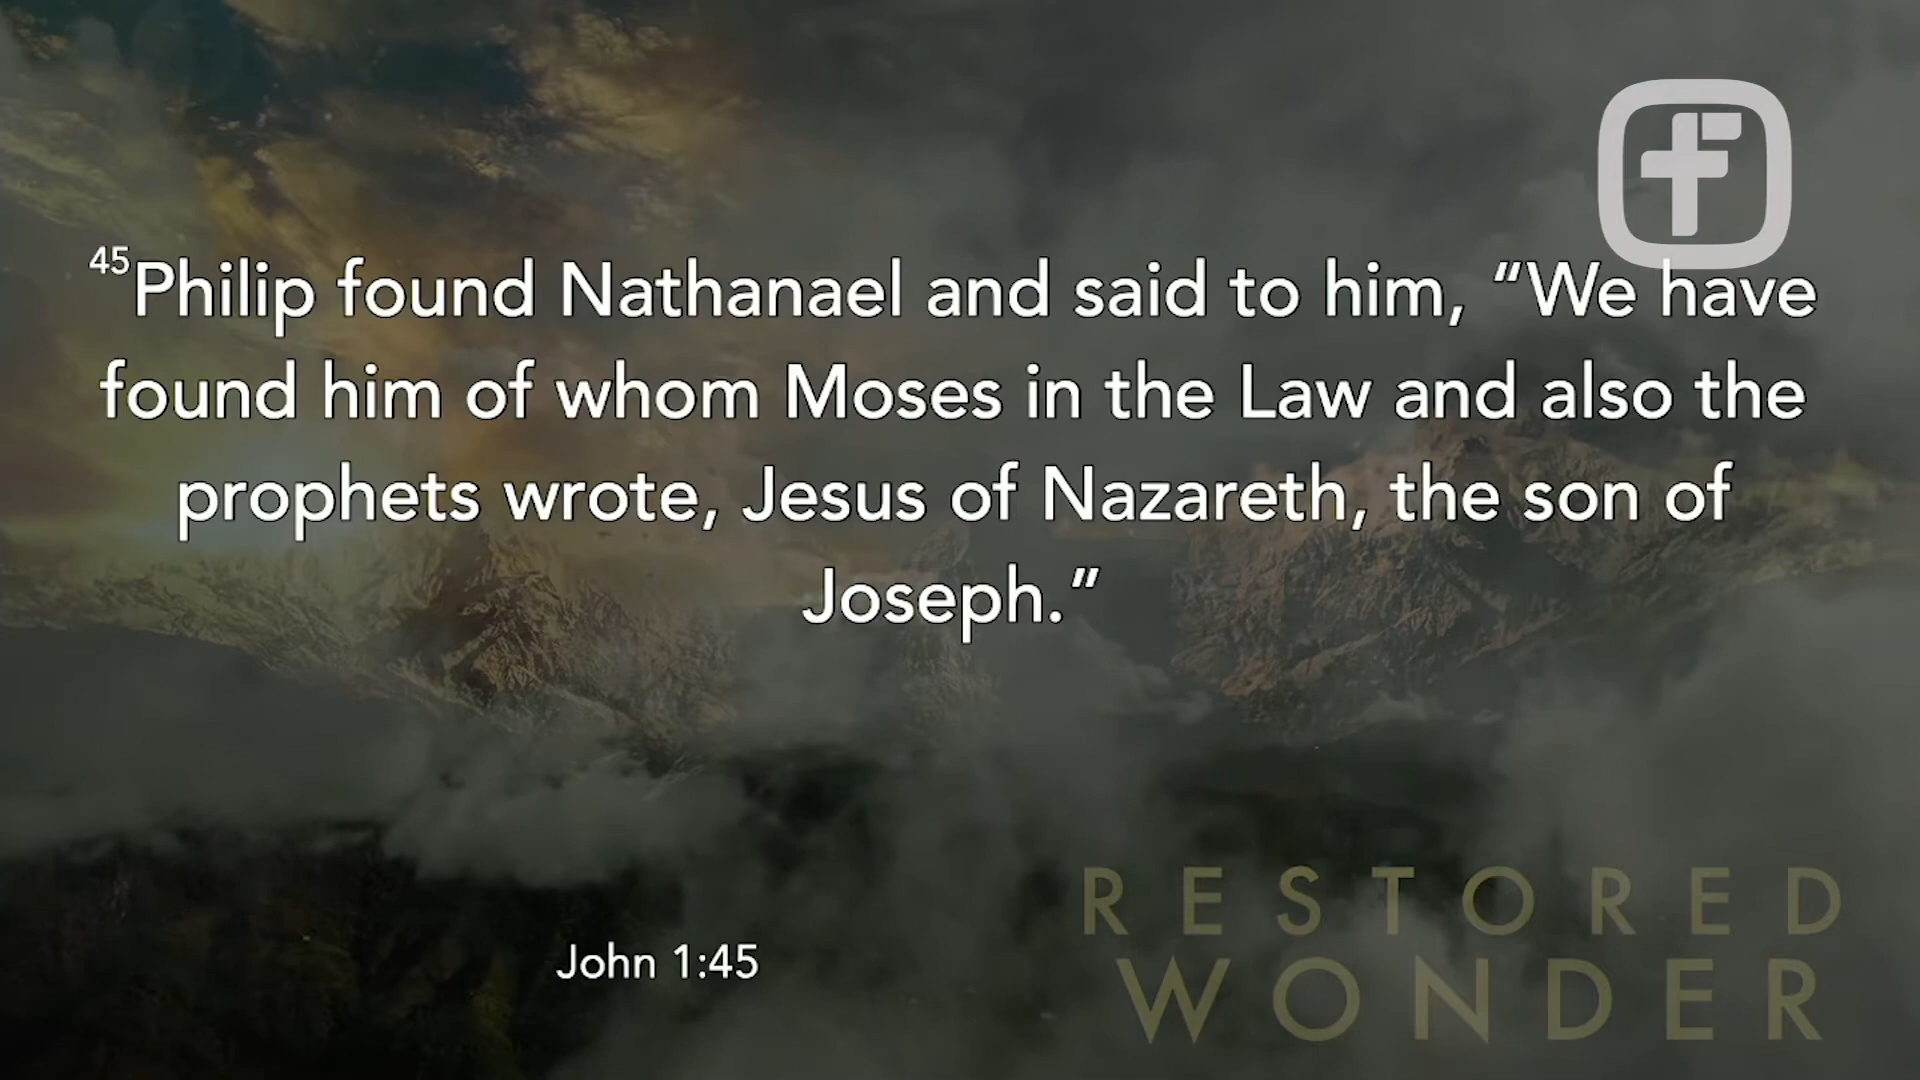 45Philip found Nathanael and said to him, “We have
found him of whom Moses in the Law and also the
prophets wrote, Jesus of Nazareth, the son of
Joseph.”
John 1:45
RESTORED
WONDER